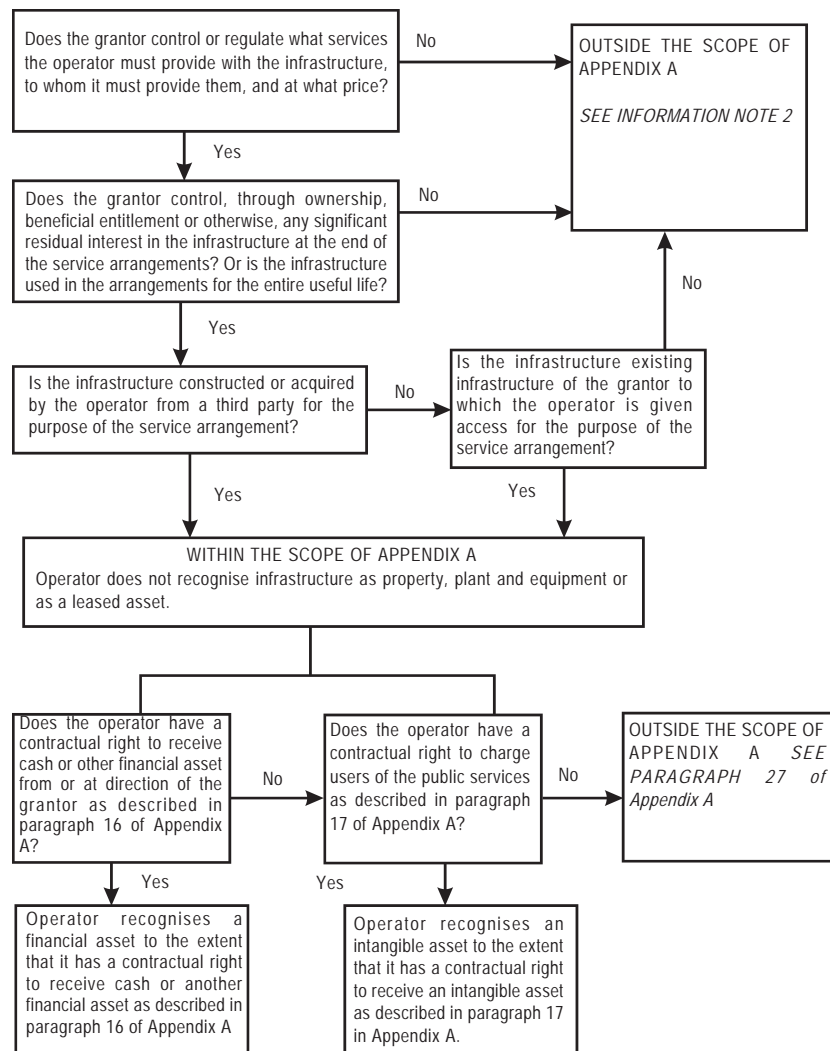 Does the grantor control or regulate what services
the operator must provide with the infrastructure,
to whom it must provide them, and at what price?
No
OUTSIDE THE SCOPE OF
APPENDIX A
SEE INFORMATION NOTE 2
Yes
Does the grantor control, through ownership,
beneficial entitlement or otherwise, any significant
residual interest in the infrastructure at the end of
the service arrangements? Or is the infrastructure
used in the arrangements for the entire useful life?
No
No
Yes
Is the infrastructure constructed or acquired
by the operator from a third party for the
purpose of the service arrangement?
No
Is the infrastructure existing
infrastructure of the grantor to
which the operator is given
access for the purpose of the
service arrangement?
Yes
Yes
WITHIN THE SCOPE OF APPENDIX A
Operator does not recognise infrastructure as property, plant and equipment or
as a leased asset.
Does the operator have a
contractual right to receive
cash or other financial asset
from or at direction of the
grantor as described in
paragraph 16 of Appendix
A?
No
Does the operator have a
contractual right to charge
users of the public services
as described in paragraph
17 of Appendix A?
No
OUTSIDE THE SCOPE OF
APPENDIX A SEE
PARAGRAPH 27 of
Appendix A
Yes
Yes
Operator recognises a
financial asset to the extent
that it has a contractual right
to receive cash or another
financial asset as described in
paragraph 16 of Appendix A
Operator recognises an
intangible asset to the extent
that it has a contractual right
to receive an intangible asset
as described in paragraph 17
in Appendix A.